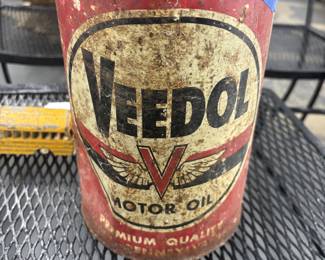 VEEDOL
V
MOTOR OIL
PREMIUM QUALITY